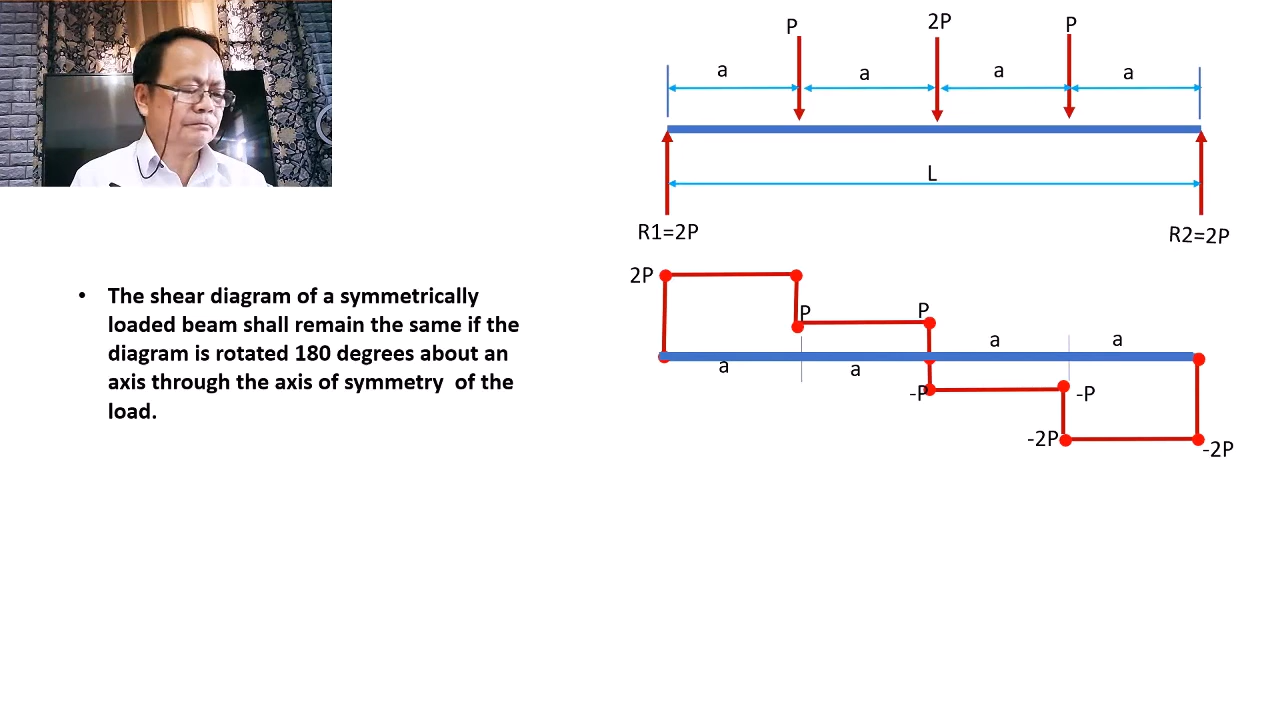 P
2P
P
a
a
a
a
L
R1=2P
R2=2P
• The shear diagram of a symmetrically
loaded beam shall remain the same if the
diagram is rotated 180 degrees about an
axis through the axis of symmetry of the
load.
2P
P
P
a
a
a
a
-P
-P
-2P
-2P